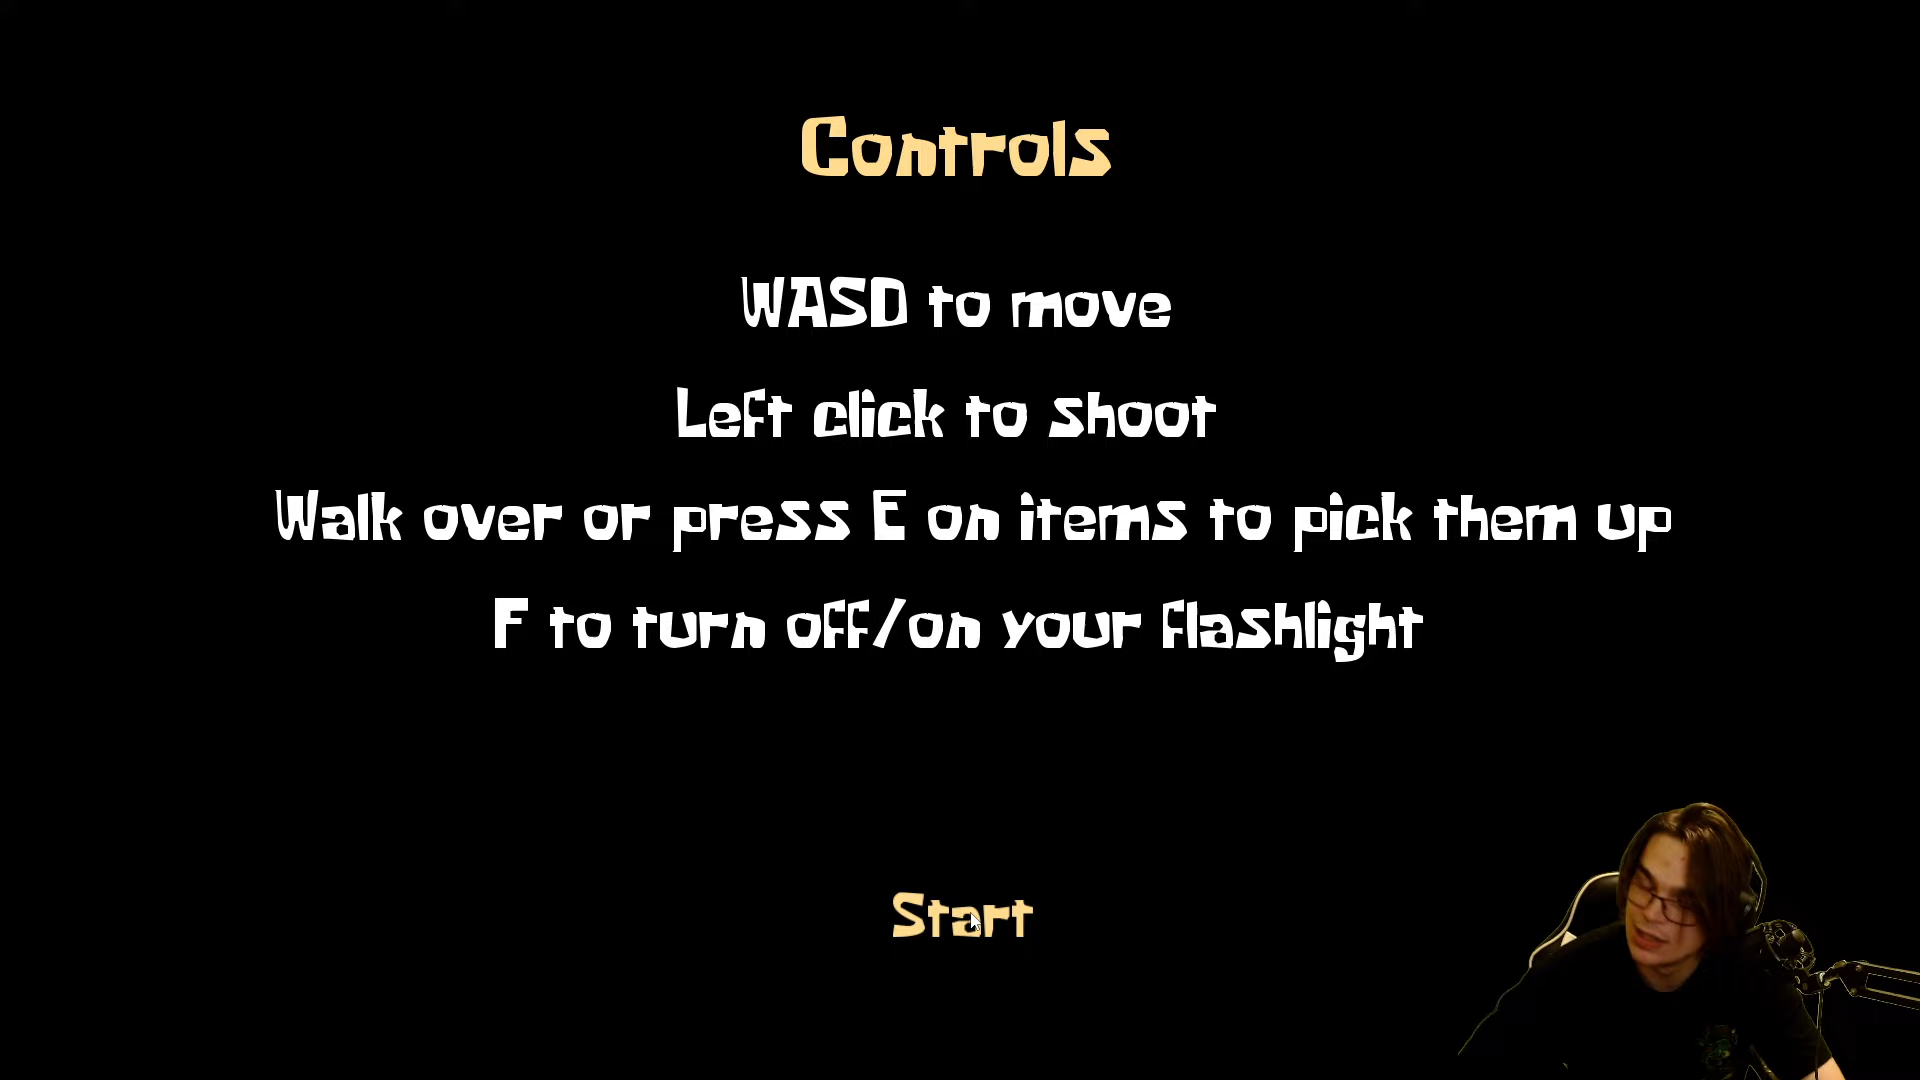 Controls
WASD to move
Left click to shoot
Walk over or press E on items to pick them up
F to turn off/on your flashlight
Start